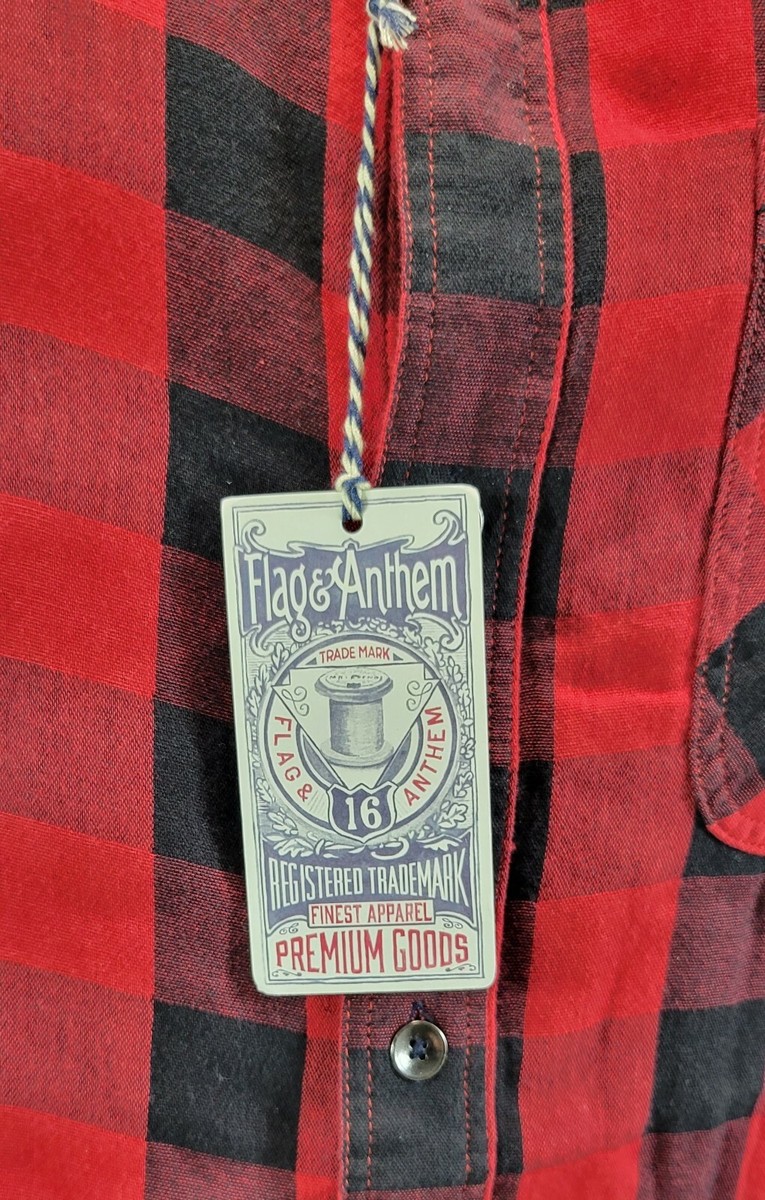 Flag & Anthem
TRADE MARK
FLAG & ANTHEM
16
REGISTERED TRADEMARK
FINEST APPAREL
PREMIUM GOODS